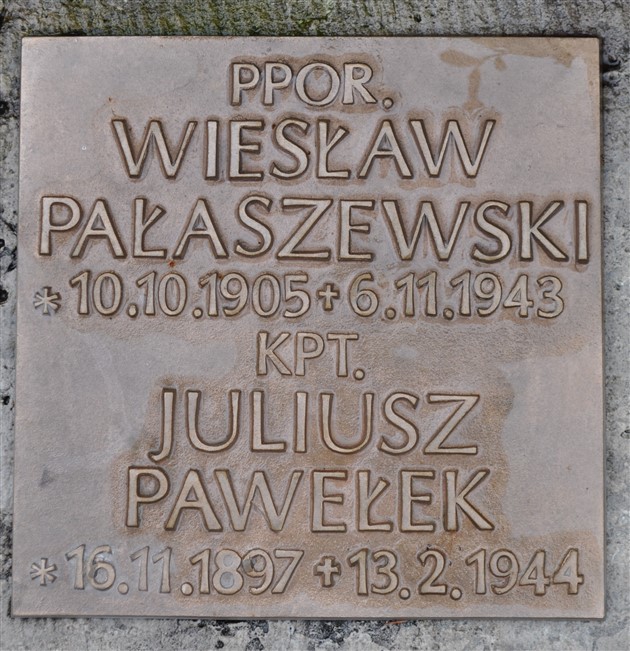 PPOR.
WIESŁAW
PAŁASZEWSKI
* 10.10.1905 + 6.11.1943
KPT.
JULIUSZ
PAWEŁEK
* 16.11.1897 + 13.2.1944